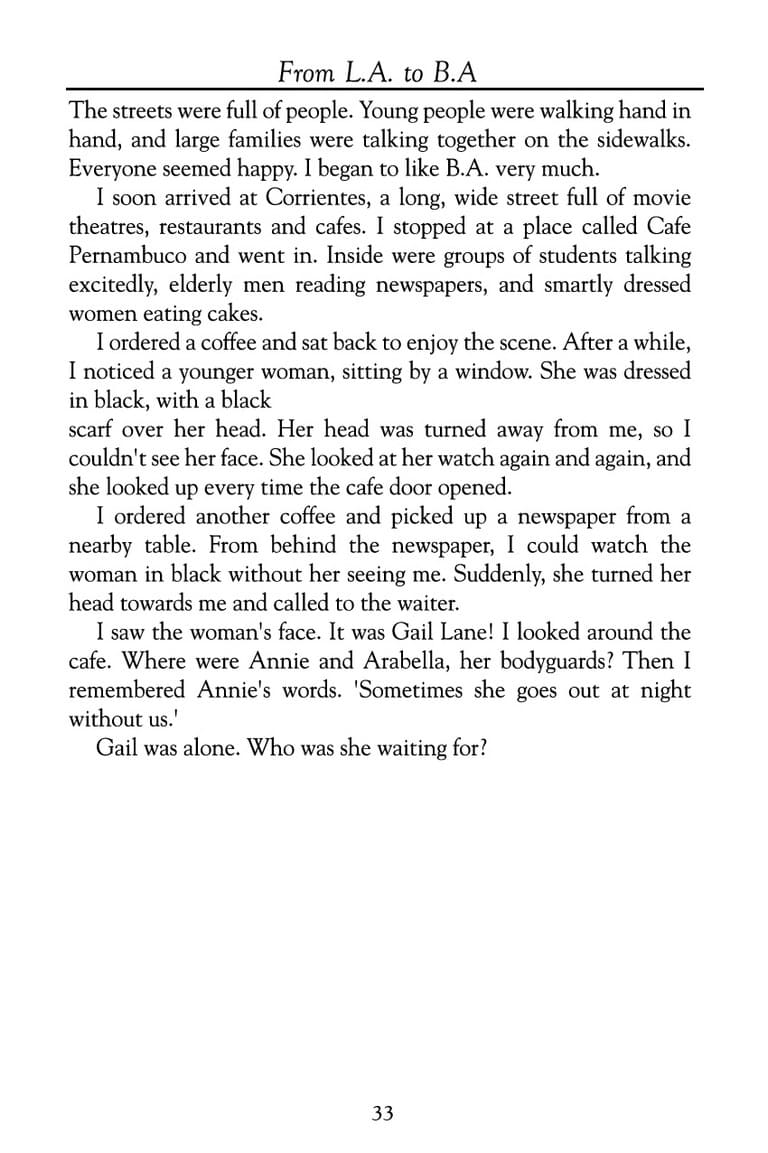 From L.A. to B.A
The streets were full of people. Young people were walking hand in
hand, and large families were talking together on the sidewalks.
Everyone seemed happy. I began to like B.A. very much.
I soon arrived at Corrientes, a long, wide street full of movie
theatres, restaurants and cafes. I stopped at a place called Cafe
Pernambuco and went in. Inside were groups of students talking
excitedly, elderly men reading newspapers, and smartly dressed
women eating cakes.
I ordered a coffee and sat back to enjoy the scene. After a while,
I noticed a younger woman, sitting by a window. She was dressed
in black, with a black
scarf over her head. Her head was turned away from me, so I
couldn't see her face. She looked at her watch again and again, and
she looked up every time the cafe door opened.
I ordered another coffee and picked up a newspaper from a
nearby table. From behind the newspaper, I could watch the
woman in black without her seeing me. Suddenly, she turned her
head towards me and called to the waiter.
I saw the woman's face. It was Gail Lane! I looked around the
cafe. Where were Annie and Arabella, her bodyguards? Then I
remembered Annie's words. 'Sometimes she goes out at night
without us.'
Gail was alone. Who was she waiting for?
33